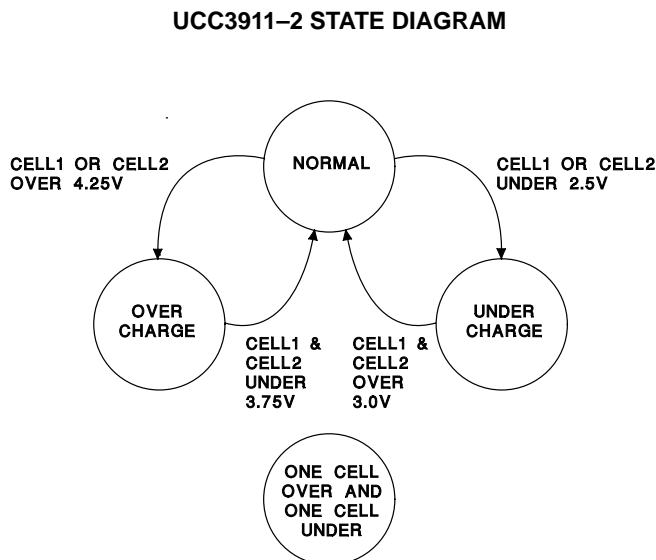 UCC3911–2 STATE DIAGRAM
NORMAL
CELL1 OR CELL2
OVER 4.25V
CELL1 OR CELL2
UNDER 2.5V
OVER
CHARGE
UNDER
CHARGE
CELL1 &
CELL2
UNDER
3.75V
CELL1 &
CELL2
OVER
3.0V
ONE CELL
OVER AND
ONE CELL
UNDER